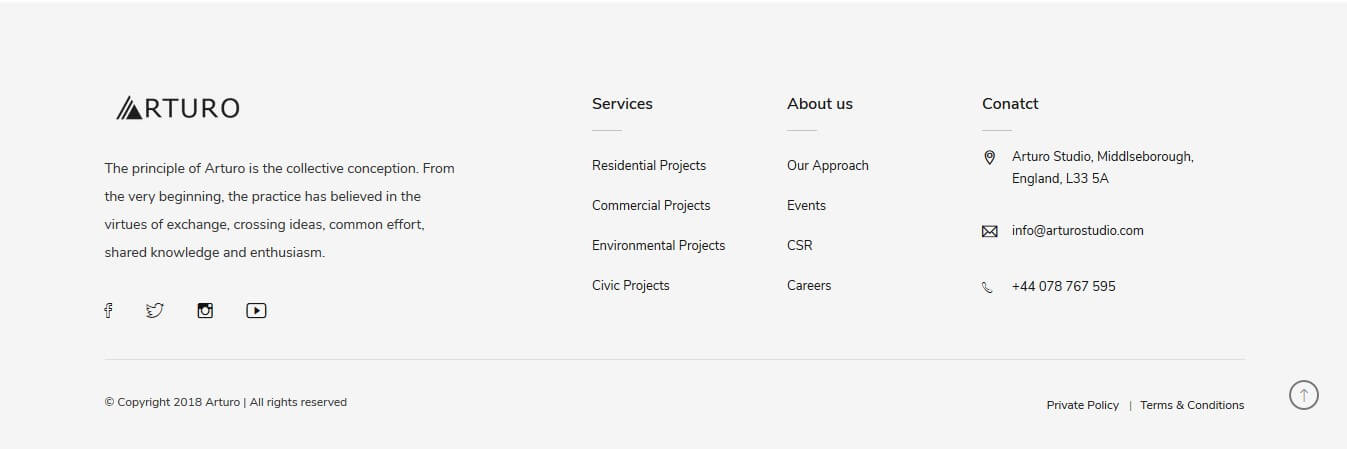 ARTURO
The principle of Arturo is the collective conception. From
the very beginning, the practice has believed in the
virtues of exchange, crossing ideas, common effort,
shared knowledge and enthusiasm.
Services
Residential Projects
Commercial Projects
Environmental Projects
Civic Projects
About us
Our Approach
Events
CSR
Careers
Conatct
Arturo Studio, Middlseborough,
England, L33 5A
info@arturostudio.com
+44 078 767 595
© Copyright 2018 Arturo | All rights reserved
Private Policy | Terms & Conditions